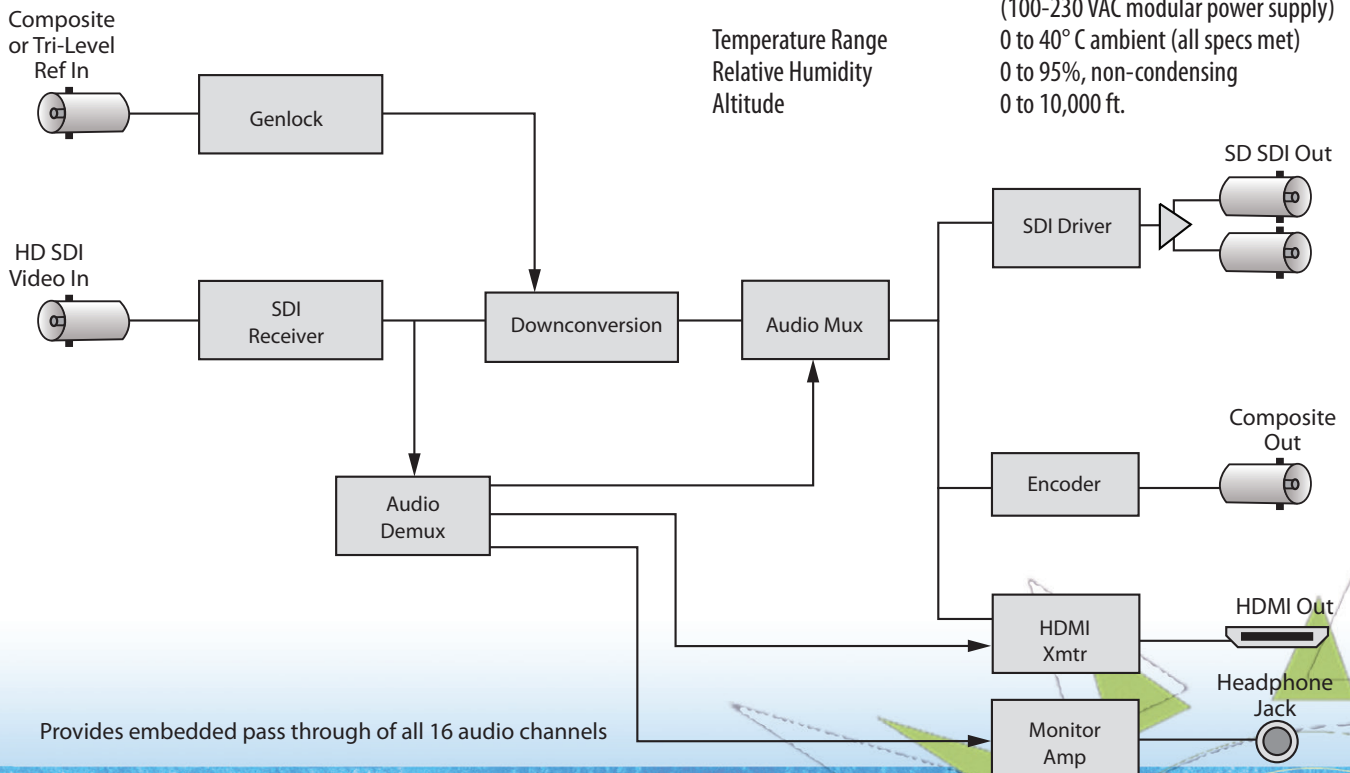 (100-230 VAC modular power supply)
Temperature Range 0 to 40° C ambient (all specs met)
Relative Humidity 0 to 95%, non-condensing
Altitude 0 to 10,000 ft.
Composite
or Tri-Level
Ref In
Genlock
SD SDI Out
SDI Driver
HD SDI
Video In
SDI
Receiver
Downconversion
Audio Mux
Composite
Out
Encoder
Audio
Demux
HDMI Out
HDMI
Xmtr
Headphone
Jack
Monitor
Amp
Provides embedded pass through of all 16 audio channels